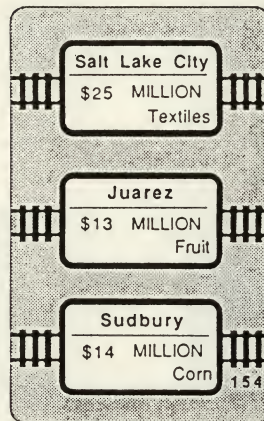 Salt Lake City
$25 MILLION
Textiles
Juarez
$13 MILLION
Fruit
Sudbury
$14 MILLION
Corn
154